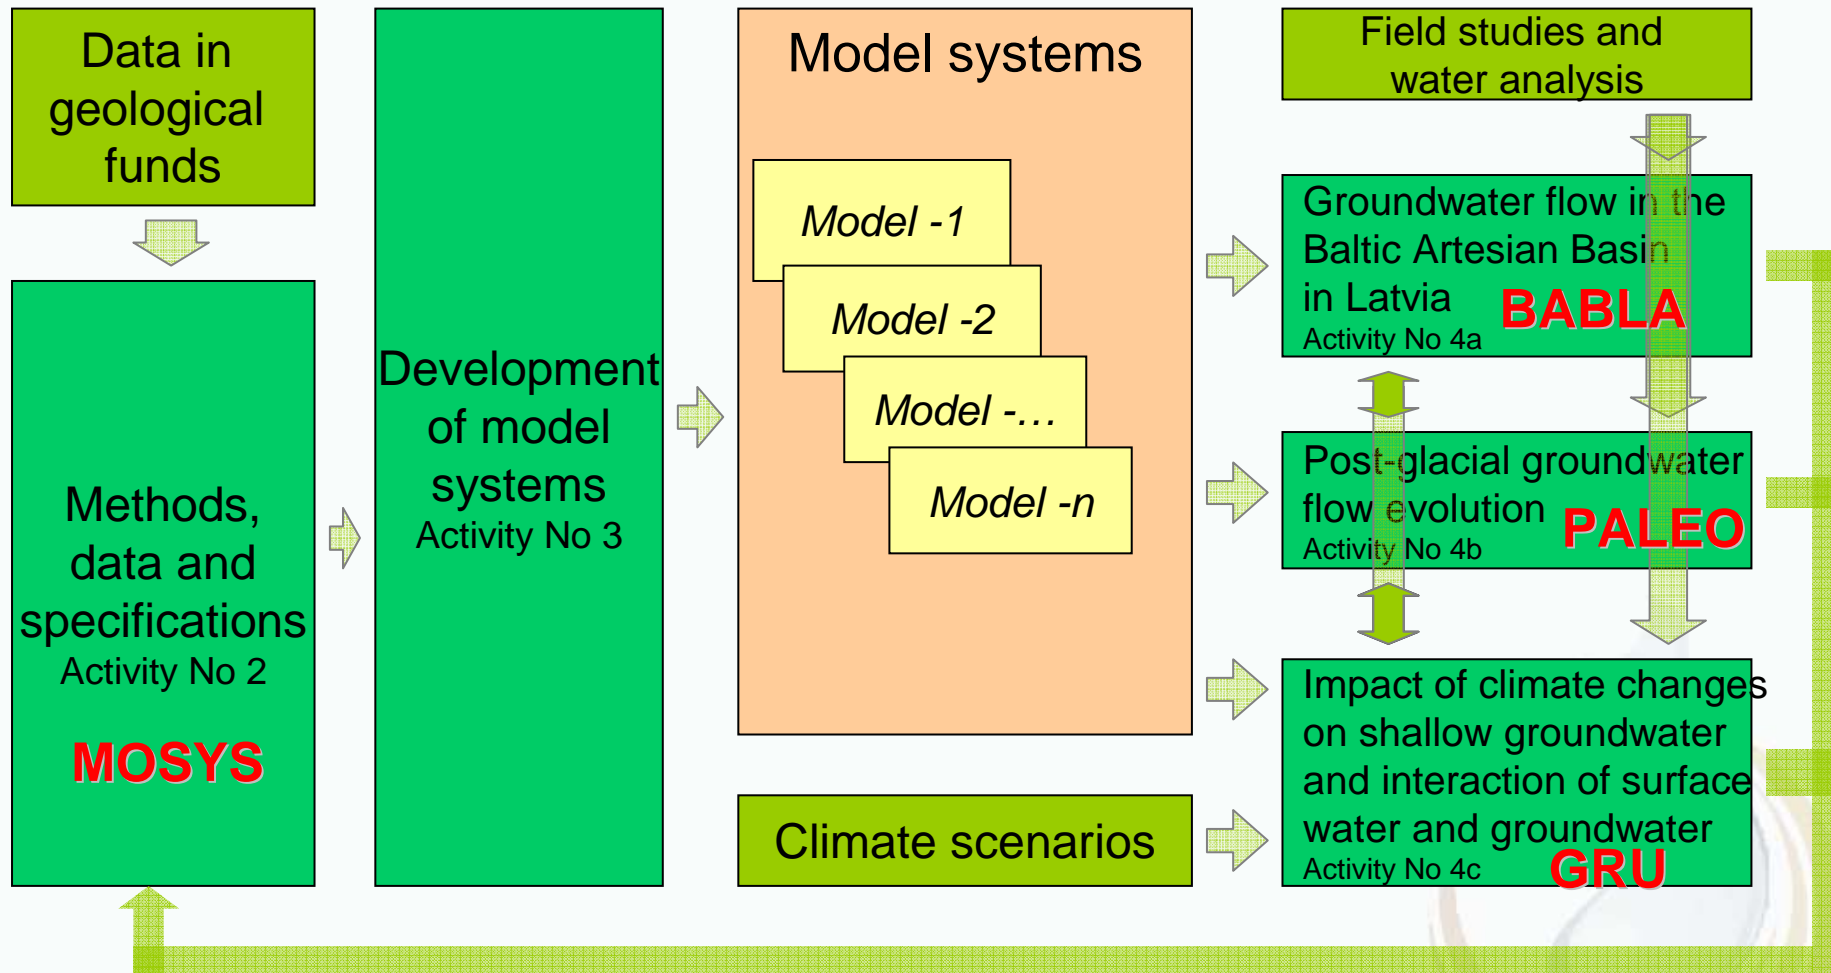 Data in
geological
funds
Methods,
data and
specifications
Activity No 2
MOSYS
Development
of model
systems
Activity No 3
Model systems
Model -1
Model -2
Model -…
Model -n
Climate scenarios
Field studies and
water analysis
Groundwater flow in the
Baltic Artesian Basin
in Latvia
BABLA
Activity No 4a
Post-glacial groundwater
flow evolution
PALEO
Activity No 4b
Impact of climate changes
on shallow groundwater
and interaction of surface
water and groundwater
Activity No 4c
GRU